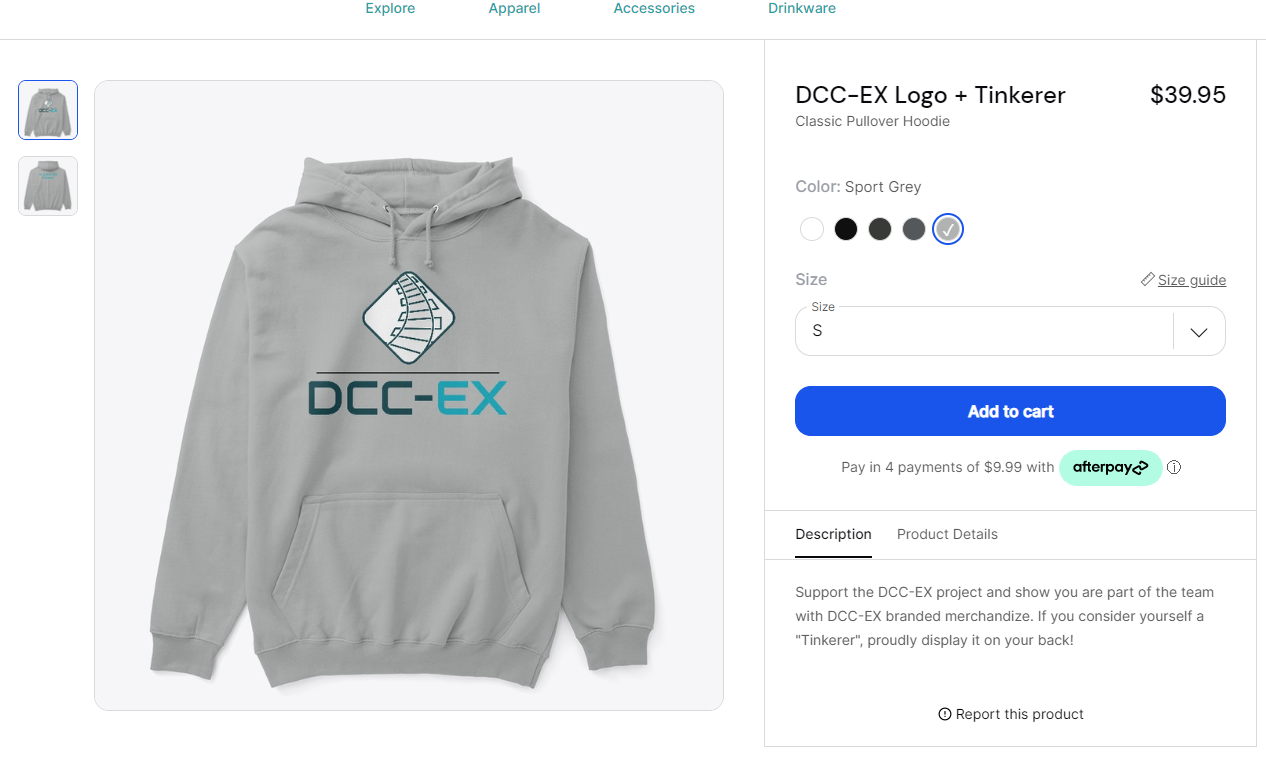 Explore
Apparel
Accessories
Drinkware
DCC-EX
DCC-EX Logo + Tinkerer
$39.95
Classic Pullover Hoodie
Color: Sport Grey
Size
Size guide
Size
S
Add to cart
Pay in 4 payments of $9.99 with afterpay
Description
Product Details
Support the DCC-EX project and show you are part of the team
with DCC-EX branded merchandize. If you consider yourself a
"Tinkerer", proudly display it on your back!
Report this product